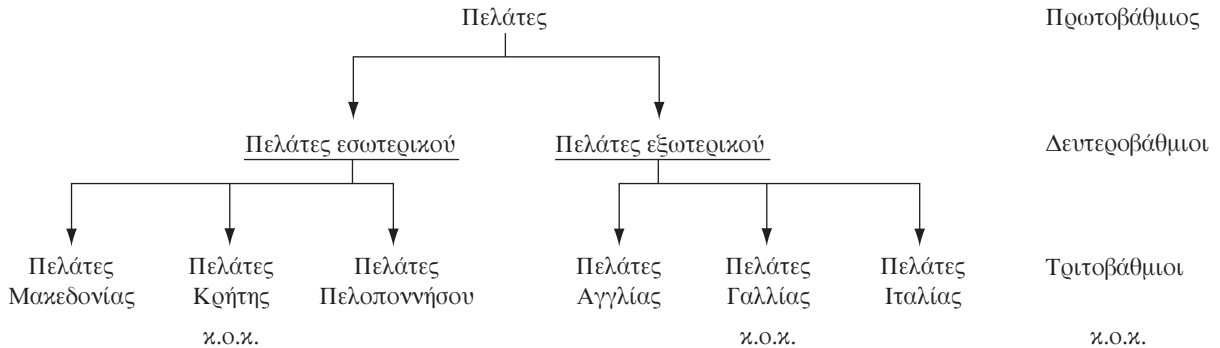 Πελάτες Πρωτοβάθμιος
Πελάτες εσωτερικού Πελάτες εξωτερικού Δευτεροβάθμιοι
Πελάτες Πελάτες Πελάτες Πελάτες Πελάτες Πελάτες Τριτοβάθμιοι
Μακεδονίας Κρήτης Πελοποννήσου Αγγλίας Γαλλίας Ιταλίας
κ.ο.κ. κ.ο.κ. κ.ο.κ.